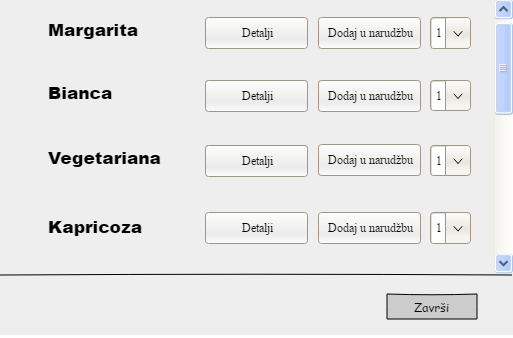 Margarita Detalji Dodaj u narudžbu 1
Bianca Detalji Dodaj u narudžbu 1
Vegetariana Detalji Dodaj u narudžbu 1
Kapricoza Detalji Dodaj u narudžbu 1
Završi